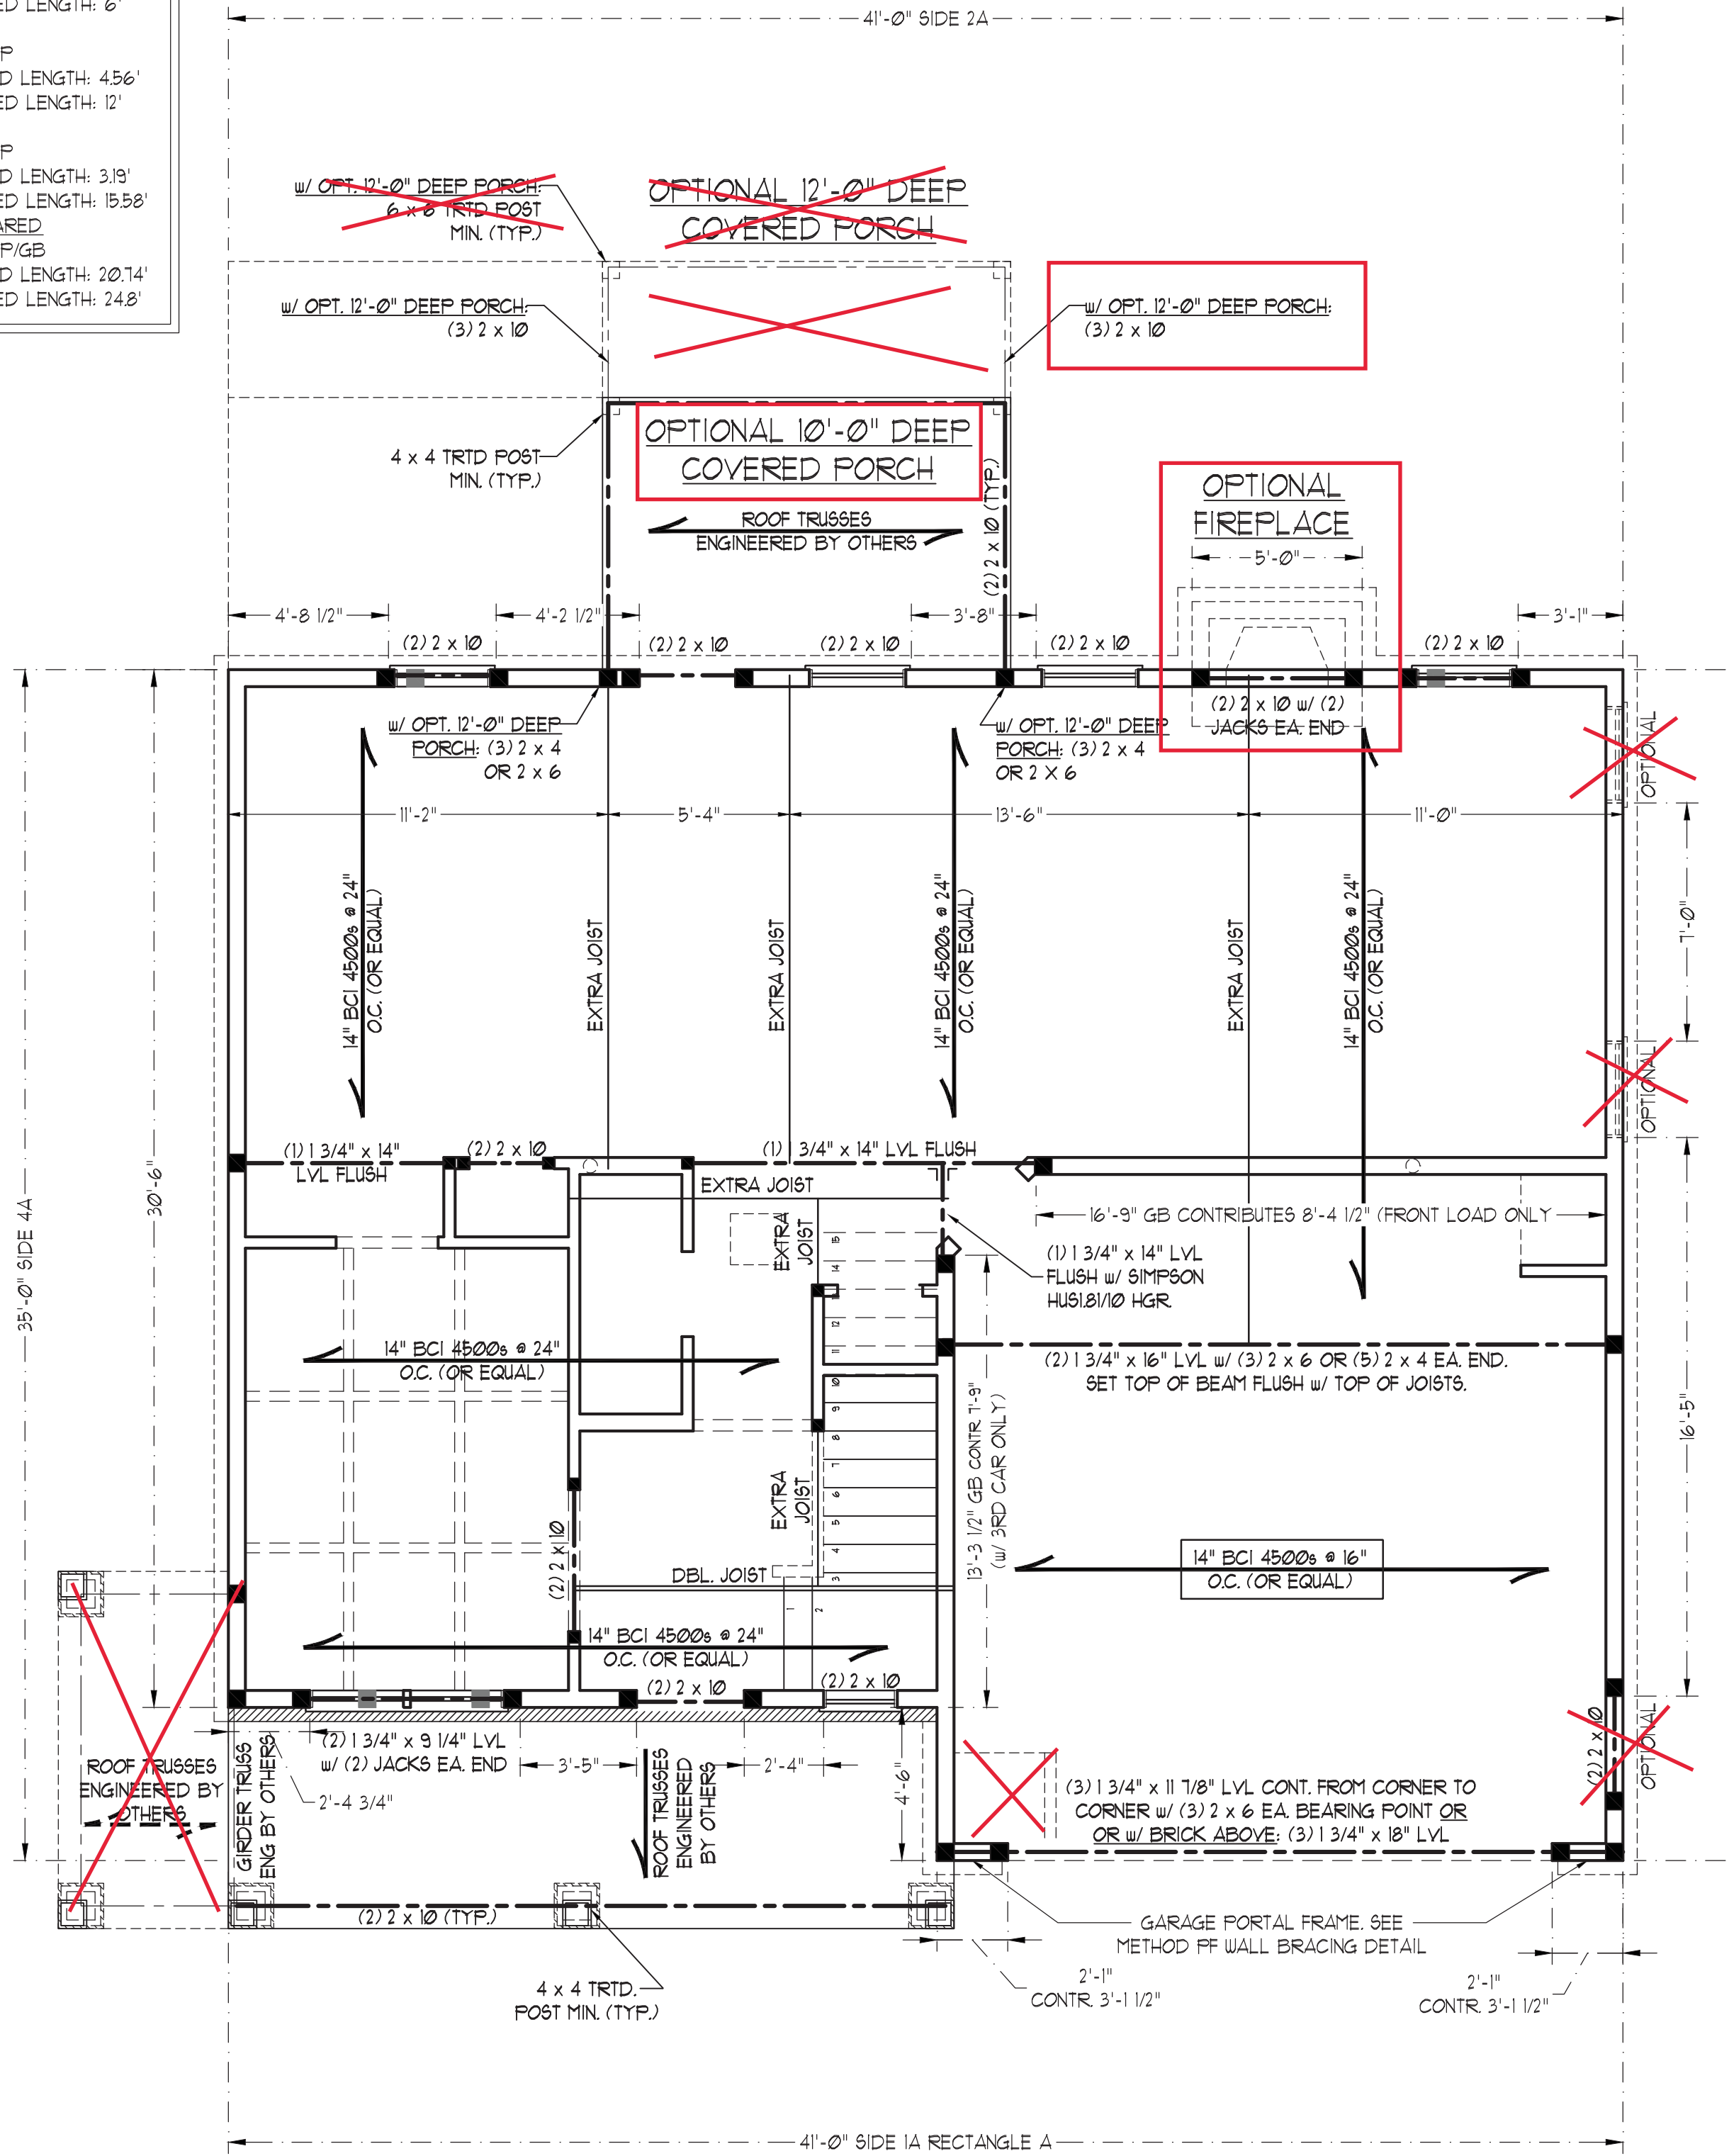 ED LENGTH: 6'
41'-0" SIDE 2A
P
D LENGTH: 4.56'
ED LENGTH: 12'
P
D LENGTH: 3.19'
ED LENGTH: 15.58'
ARED
P/GB
D LENGTH: 20.74'
ED LENGTH: 24.8'
w/ OPT. 12'-0" DEEP PORCH:
6 x 6 TRTD POST
MIN. (TYP.)
OPTIONAL 12'-0" DEEP
COVERED PORCH
w/ OPT. 12'-0" DEEP PORCH:
(3) 2 x 10
w/ OPT. 12'-0" DEEP PORCH:
(3) 2 x 10
4 x 4 TRTD POST
MIN. (TYP.)
OPTIONAL 10'-0" DEEP
COVERED PORCH
ROOF TRUSSES
ENGINEERED BY OTHERS
(2) 2 x 10 (TYP.)
OPTIONAL
FIREPLACE
5'-0"
4'-8 1/2"
4'-2 1/2"
3'-8"
3'-1"
(2) 2 x 10
(2) 2 x 10
(2) 2 x 10
(2) 2 x 10
(2) 2 x 10
w/ OPT. 12'-0" DEEP
PORCH: (3) 2 x 4
OR 2 x 6
w/ OPT. 12'-0" DEEP
PORCH: (3) 2 x 4
OR 2 X 6
(2) 2 x 10 w/ (2)
JACKS EA. END
OPTIONAL
11'-2"
5'-4"
13'-6"
11'-0"
14" BCI 4500s @ 24"
O.C. (OR EQUAL)
EXTRA JOIST
EXTRA JOIST
14" BCI 4500s @ 24"
O.C. (OR EQUAL)
EXTRA JOIST
14" BCI 4500s @ 24"
O.C. (OR EQUAL)
7'-0"
OPTIONAL
35'-0" SIDE 4A
30'-6"
(1) 1 3/4" x 14"
LVL FLUSH
(2) 2 x 10
(1) 1 3/4" x 14" LVL FLUSH
EXTRA JOIST
EXTRA
JOIST
16'-9" GB CONTRIBUTES 8'-4 1/2" (FRONT LOAD ONLY
(1) 1 3/4" x 14" LVL
FLUSH w/ SIMPSON
HUS1.81/10 HGR.
15
14
13
12
11
10
9
8
7
6
5
4
3
2
1
14" BCI 4500s @ 24"
O.C. (OR EQUAL)
(2) 1 3/4" x 16" LVL w/ (3) 2 x 6 OR (5) 2 x 4 EA. END.
SET TOP OF BEAM FLUSH w/ TOP OF JOISTS.
13'-3 1/2" GB CONTR 7'-9"
(w/ 3RD CAR ONLY)
16'-5"
EXTRA
JOIST
(2) 2 x 10
DBL. JOIST
14" BCI 4500s @ 16"
O.C. (OR EQUAL)
14" BCI 4500s @ 24"
O.C. (OR EQUAL)
(2) 2 x 10
(2) 2 x 10
(2) 2 x 10
OPTIONAL
ROOF TRUSSES
ENGINEERED BY
OTHERS
GIRDER TRUSS
ENG BY OTHERS
(2) 1 3/4" x 9 1/4" LVL
w/ (2) JACKS EA. END
2'-4 3/4"
3'-5"
ROOF TRUSSES
ENGINEERED
BY OTHERS
2'-4"
4'-6"
(3) 1 3/4" x 11 7/8" LVL CONT. FROM CORNER TO
CORNER w/ (3) 2 x 6 EA. BEARING POINT OR
OR w/ BRICK ABOVE: (3) 1 3/4" x 18" LVL
(2) 2 x 10 (TYP.)
GARAGE PORTAL FRAME. SEE
METHOD PF WALL BRACING DETAIL
4 x 4 TRTD.
POST MIN. (TYP.)
2'-1"
CONTR. 3'-1 1/2"
2'-1"
CONTR. 3'-1 1/2"
41'-0" SIDE 1A RECTANGLE A